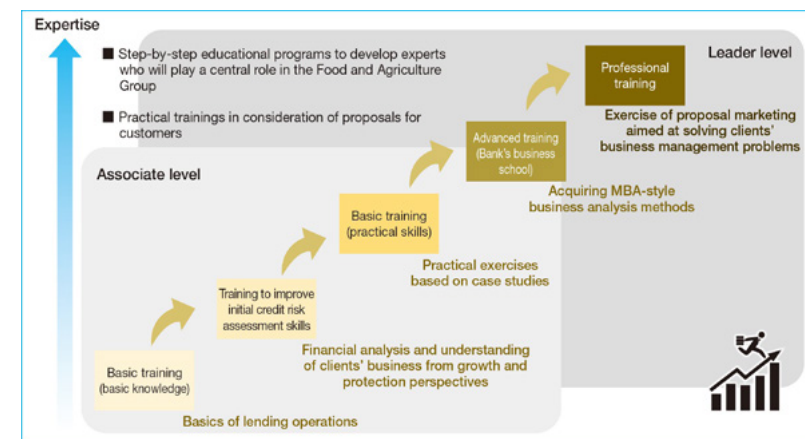 Expertise
■ Step-by-step educational programs to develop experts
who will play a central role in the Food and Agriculture
Group
■ Practical trainings in consideration of proposals for
customers
Leader level
Professional
training
Exercise of proposal marketing
aimed at solving clients'
business management problems
Advanced training
(Bank's business
school)
Acquiring MBA-style
business analysis methods
Associate level
Basic training
(practical skills)
Practical exercises
based on case studies
Training to improve
initial credit risk
assessment skills
Financial analysis and understanding
of clients' business from growth and
protection perspectives
Basic training
(basic knowledge)
Basics of lending operations